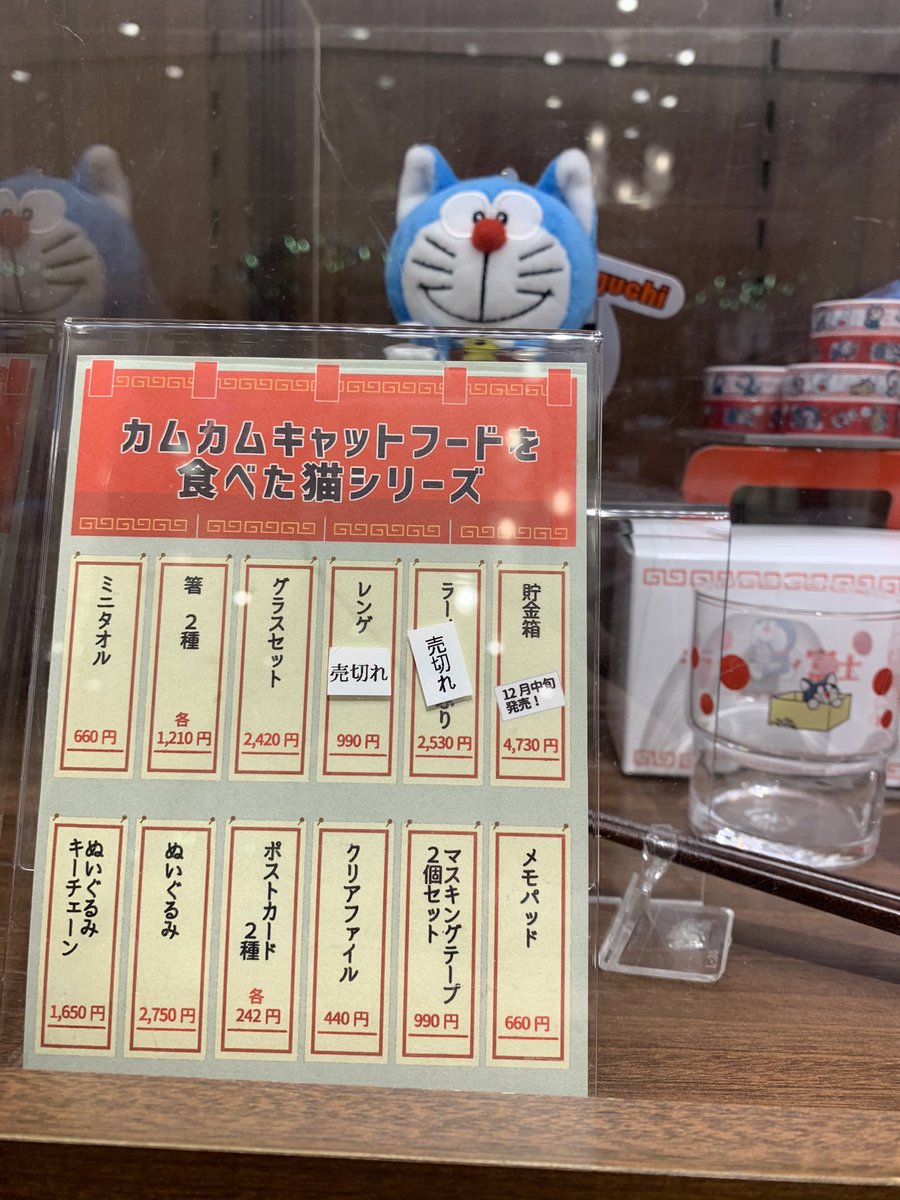 カムカムキャットフードを
食べた猫シリーズ
貯金箱
12月中旬
発売！
4,730円
ラー
売切れ
り
2,530円
レンゲ
売切れ
990円
グラスセット
2,420円
箸 2種
各
1,210円
ミニタオル
660円
メモパッド
660円
マスキングテープ
2個セット
990円
クリアファイル
440円
ポストカード
2種
各
242円
ぬいぐるみ
2,750円
ぬいぐるみ
キーチェーン
1,650円
guchi
富士